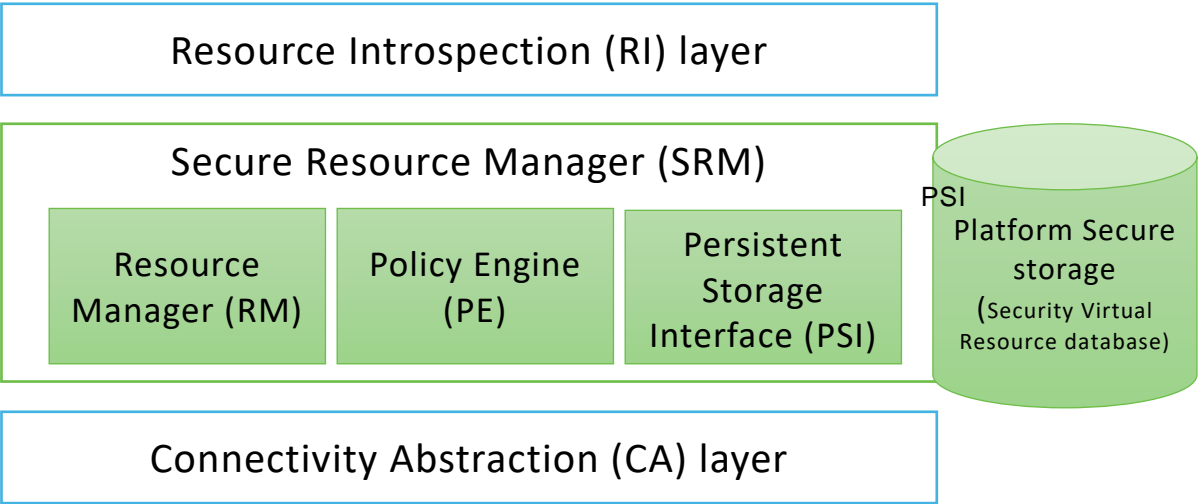 Resource Introspection (RI) layer
Secure Resource Manager (SRM)
Resource
Manager (RM)
Policy Engine
(PE)
Persistent
Storage
Interface (PSI)
PSI
Platform Secure
storage
(Security Virtual
Resource database)
Connectivity Abstraction (CA) layer